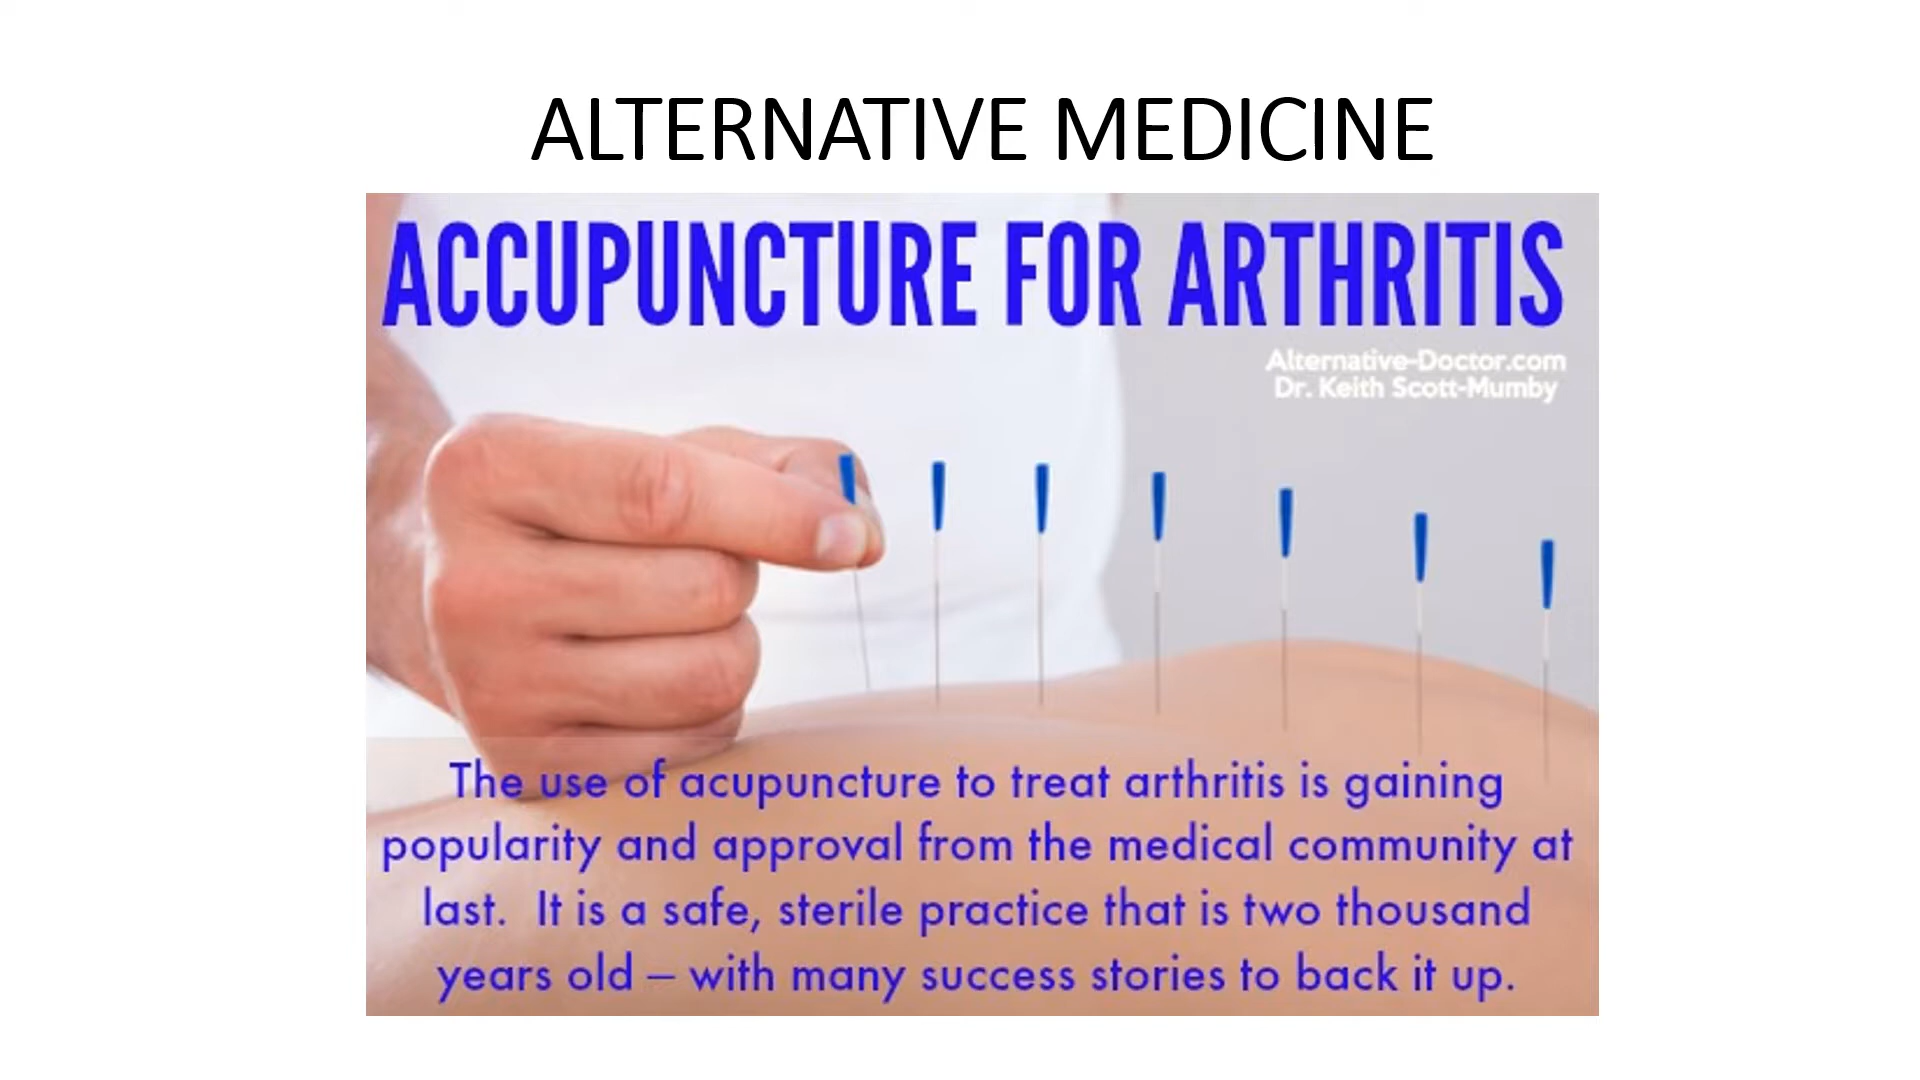 ALTERNATIVE MEDICINE
ACCUPUNCTURE FOR ARTHRITIS
Alternative-Doctor.com
Dr. Keith Scott-Mumby
The use of acupuncture to treat arthritis is gaining
popularity and approval from the medical community at
last. It is a safe, sterile practice that is two thousand
years old – with many success stories to back it up.